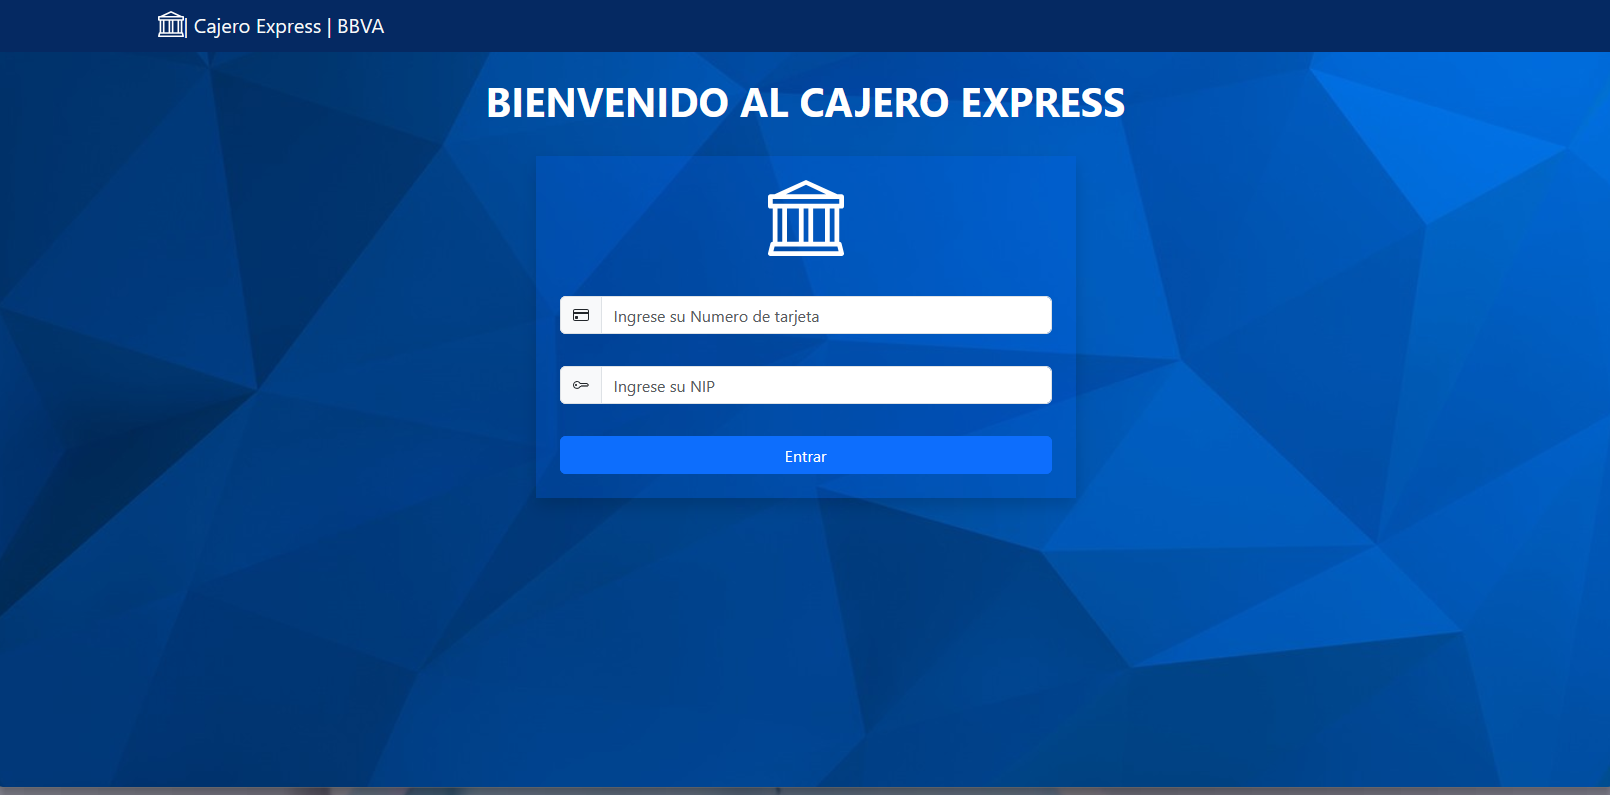 Cajero Express | BBVA
BIENVENIDO AL CAJERO EXPRESS
Ingrese su Numero de tarjeta
Ingrese su NIP
Entrar